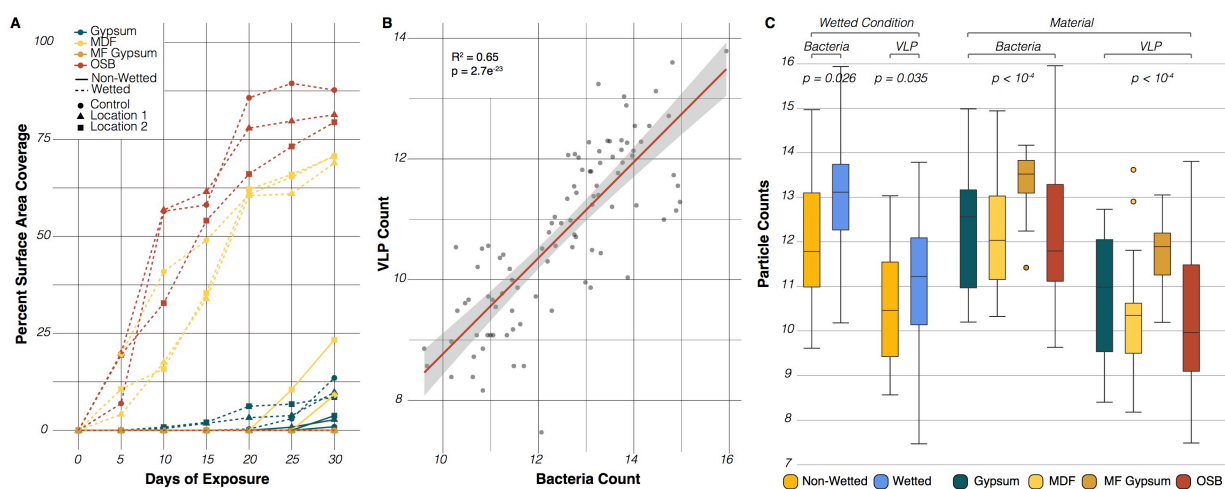 A
Percent Surface Area Coverage
100
75
50
25
0
Gypsum
MDF
MF Gypsum
OSB
Non-Wetted
Wetted
Control
Location 1
Location 2
0 5 10 15 20 25 30
Days of Exposure
B
VLP Count
14
12
10
8
R² = 0.65
p = 2.7e⁻²³
10 12 14 16
Bacteria Count
C
Wetted Condition Material
Bacteria VLP Bacteria VLP
p = 0.026 p = 0.035 p < 10⁻⁴ p < 10⁻⁴
Particle Counts
16
15
14
13
12
11
10
9
8
7
Non-Wetted Wetted Gypsum MDF MF Gypsum OSB